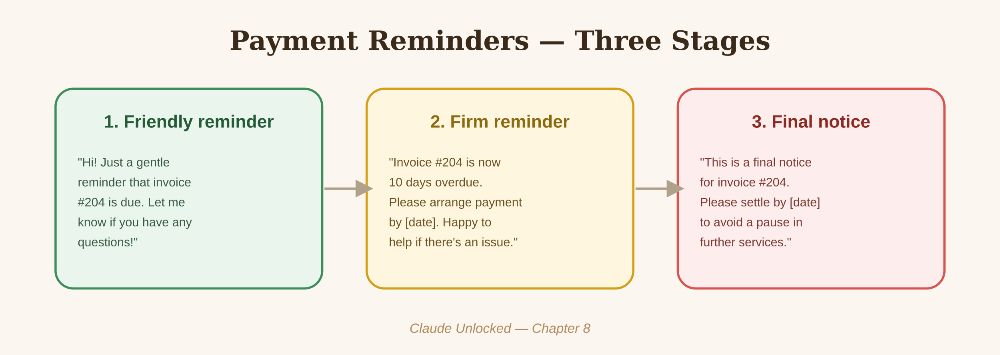 Payment Reminders — Three Stages
1. Friendly reminder
"Hi! Just a gentle
reminder that invoice
#204 is due. Let me
know if you have any
questions!"
2. Firm reminder
"Invoice #204 is now
10 days overdue.
Please arrange payment
by [date]. Happy to
help if there's an issue."
3. Final notice
"This is a final notice
for invoice #204.
Please settle by [date]
to avoid a pause in
further services."
Claude Unlocked — Chapter 8